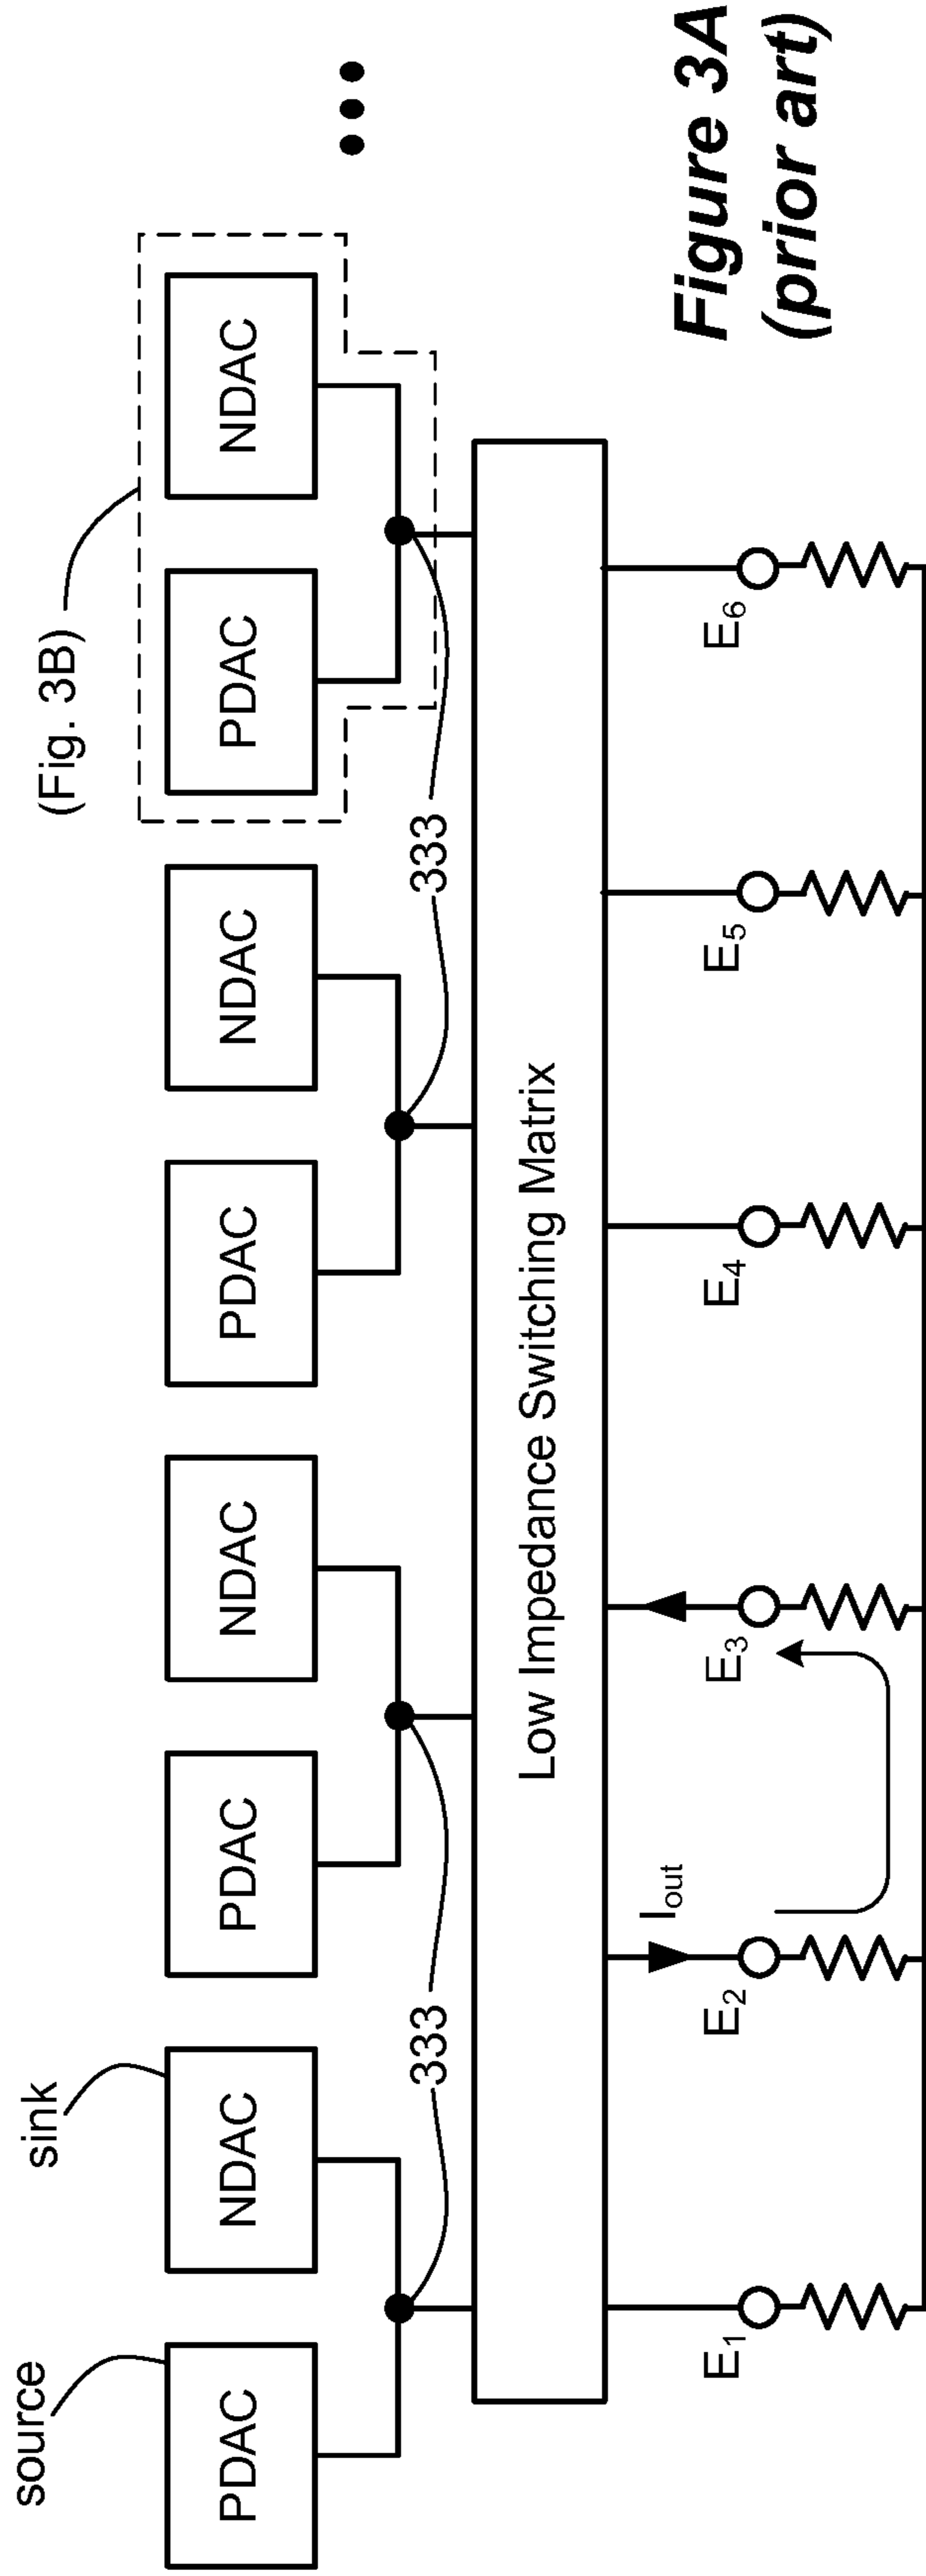 (Fig. 3B)
source
sink
PDAC
NDAC
PDAC
NDAC
PDAC
NDAC
PDAC
NDAC
333
333
Low Impedance Switching Matrix
Iout
E1
E2
E3
E4
E5
E6
Figure 3A
(prior art)